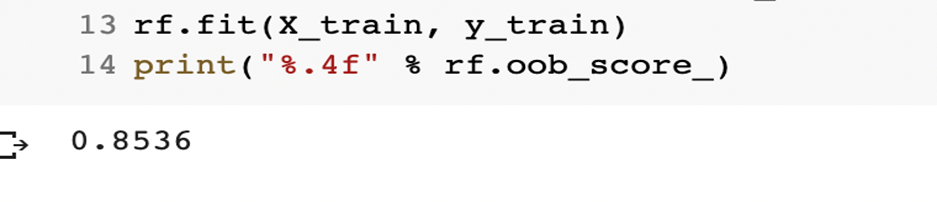 13 rf.fit(X_train, y_train)
14 print("%.4f" % rf.oob_score_)
0.8536